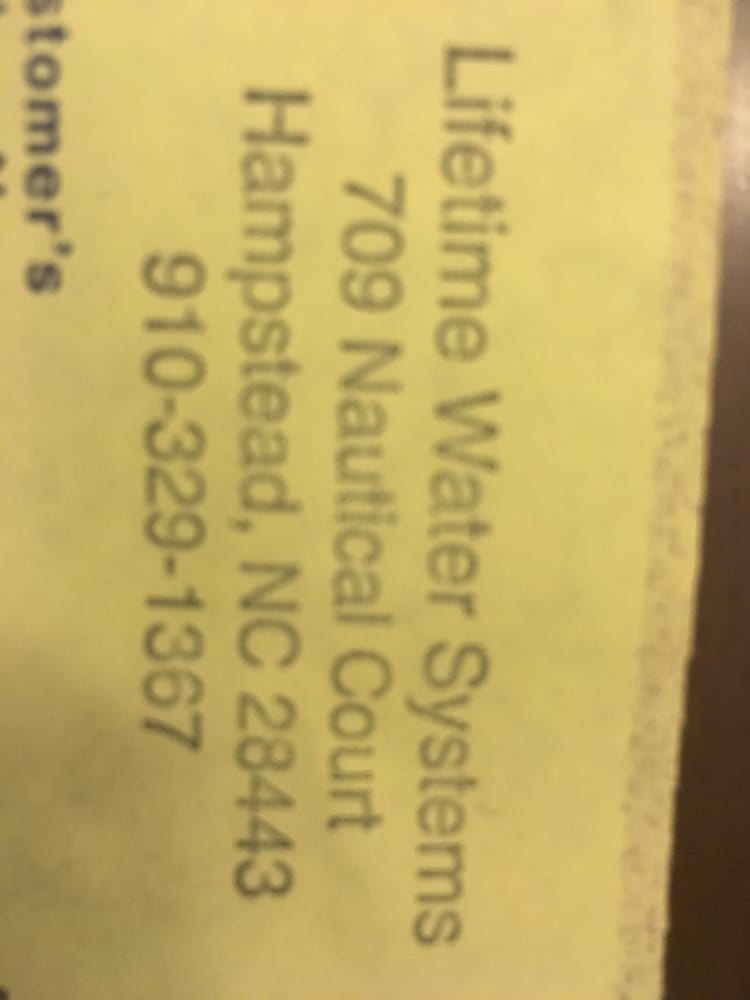 Lifetime Water Systems
709 Nautical Court
Hampstead, NC 28443
910-329-1367
stomer's